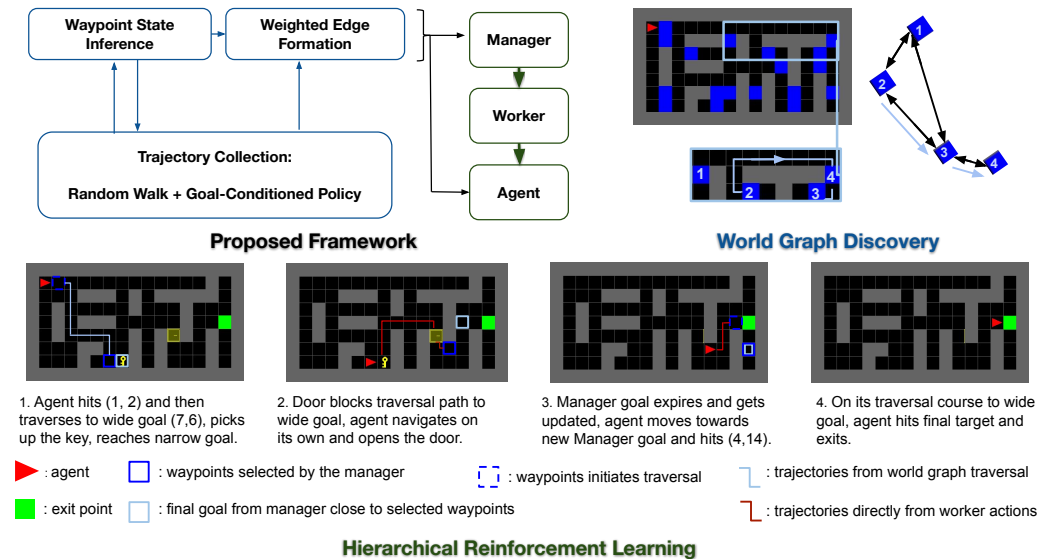 Waypoint State
Inference
Weighted Edge
Formation
Manager
Worker
Agent
Trajectory Collection:
Random Walk + Goal-Conditioned Policy
1
2
3
4
1
2
3
4
Proposed Framework
World Graph Discovery
1. Agent hits (1, 2) and then
traverses to wide goal (7,6), picks
up the key, reaches narrow goal.
2. Door blocks traversal path to
wide goal, agent navigates on
its own and opens the door.
3. Manager goal expires and gets
updated, agent moves towards
new Manager goal and hits (4,14).
4. On its traversal course to wide
goal, agent hits final target and
exits.
: agent
: waypoints selected by the manager
: waypoints initiates traversal
: trajectories from world graph traversal
: exit point
: final goal from manager close to selected waypoints
: trajectories directly from worker actions
Hierarchical Reinforcement Learning